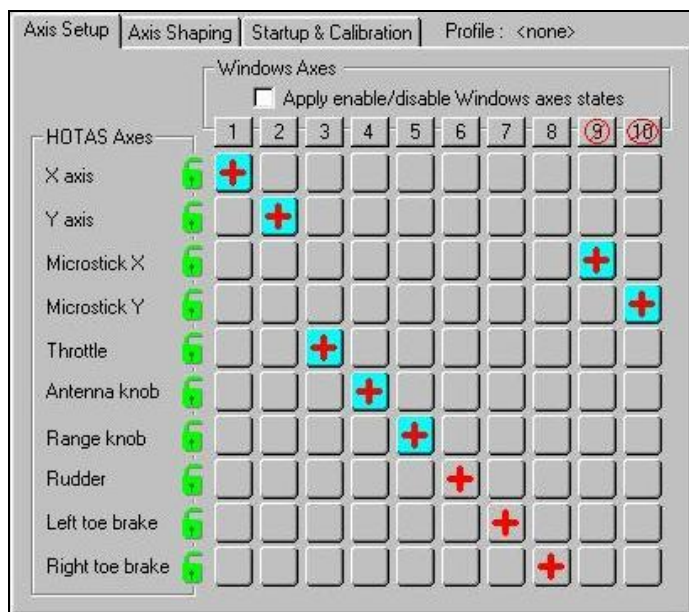 Axis Setup Axis Shaping Startup & Calibration Profile : <none>
Windows Axes
Apply enable/disable Windows axes states
HOTAS Axes 1 2 3 4 5 6 7 8 9 10
X axis
Y axis
Microstick X
Microstick Y
Throttle
Antenna knob
Range knob
Rudder
Left toe brake
Right toe brake